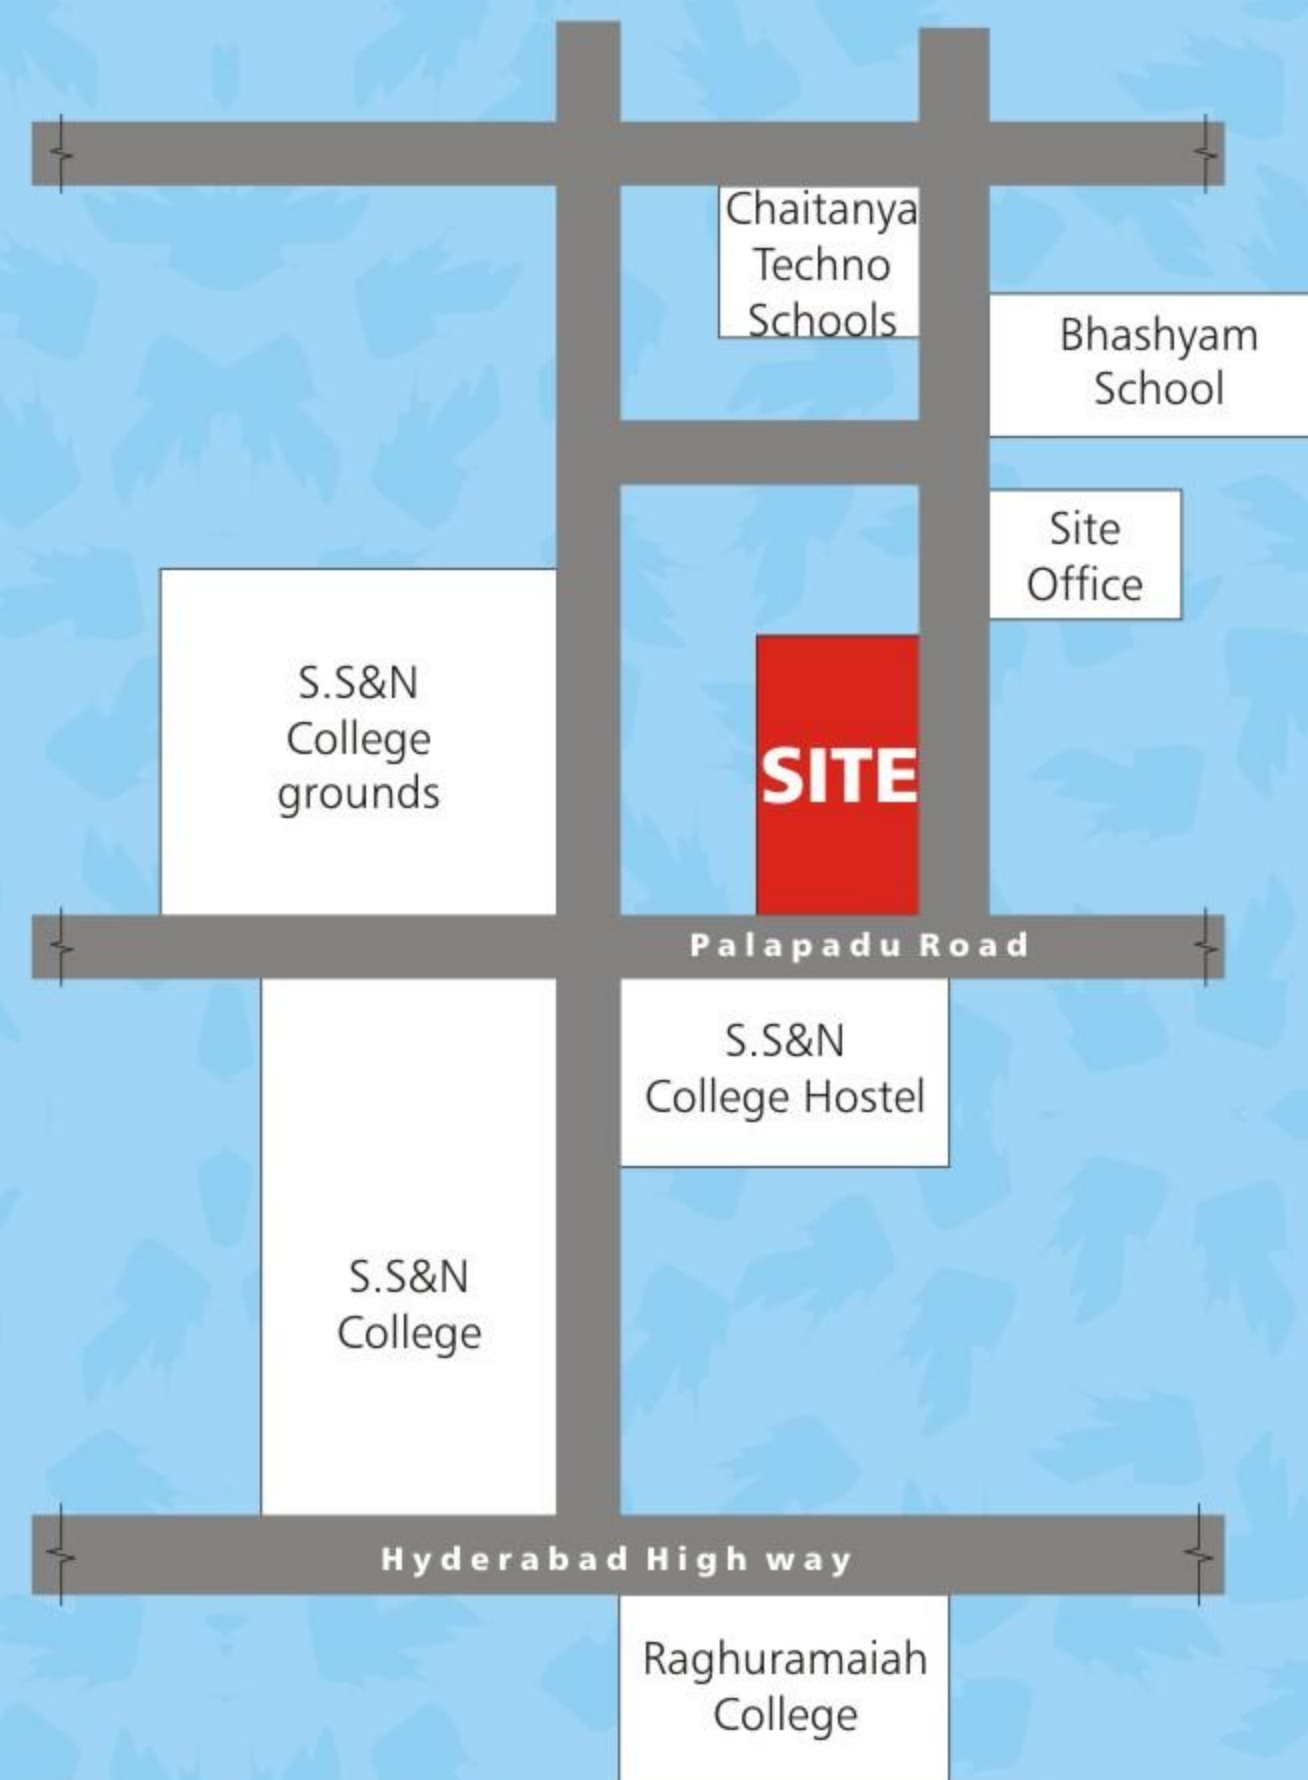 Chaitanya
Techno
Schools
Bhashyam
School
Site
Office
S.S&N
College
grounds
SITE
Palapadu Road
S.S&N
College Hostel
S.S&N
College
Hyderabad High way
Raghuramaiah
College